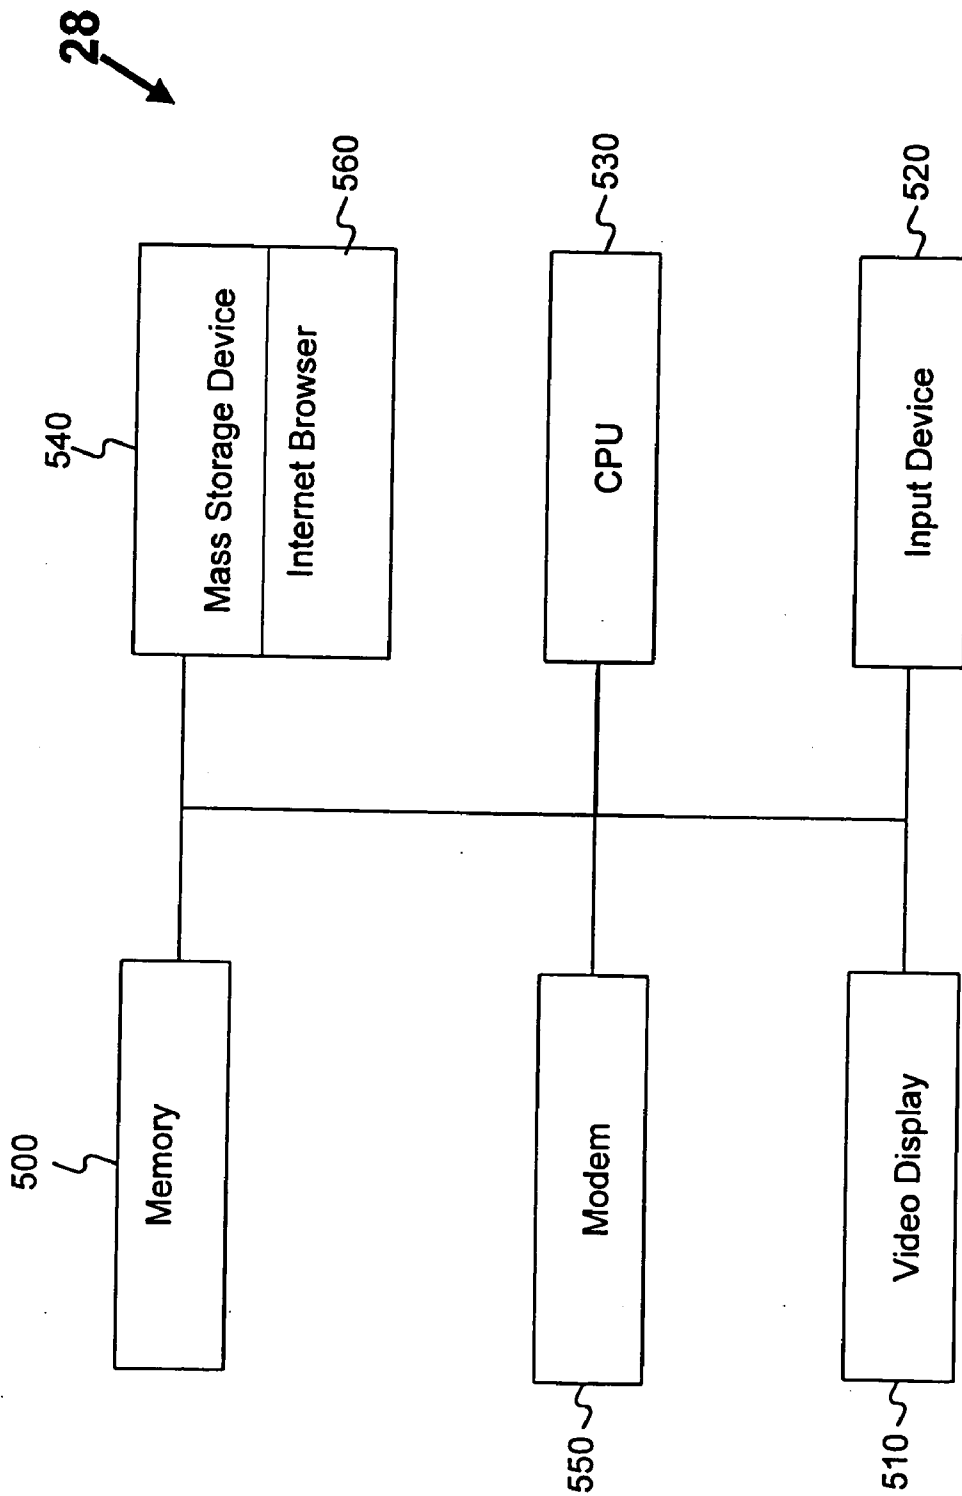 28
500
Memory
540
Mass Storage Device
Internet Browser
560
550
Modem
CPU
530
510
Video Display
Input Device
520